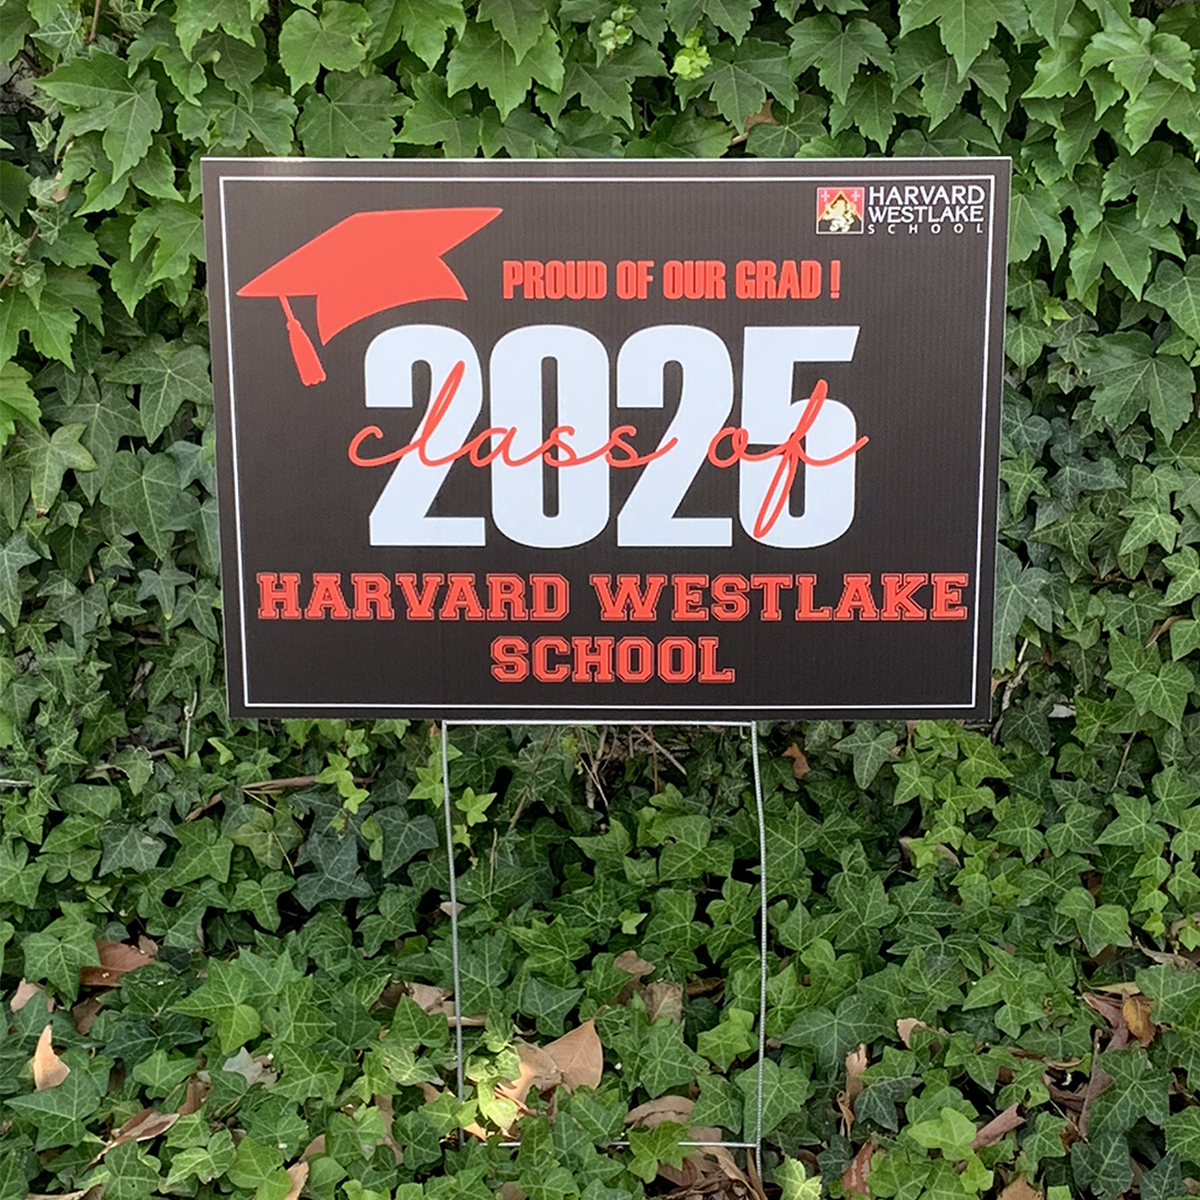 HARVARD
WESTLAKE
SCHOOL
PROUD OF OUR GRAD !
2025
class of
HARVARD WESTLAKE
SCHOOL